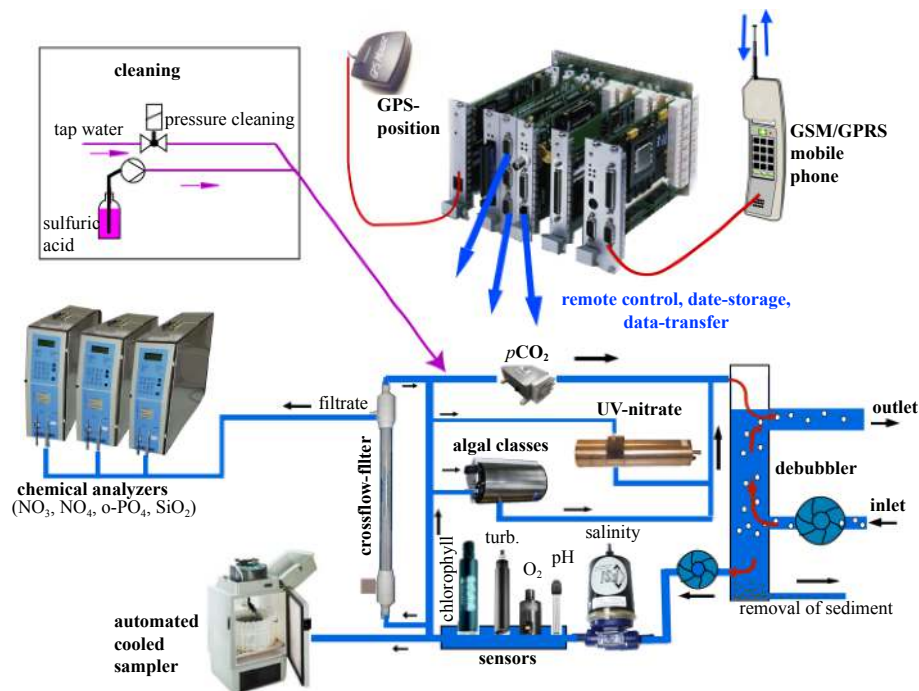 cleaning
tap water
pressure cleaning
sulfuric
acid
GPS-
position
GSM/GPRS
mobile
phone
remote control, date-storage,
data-transfer
pCO₂
filtrate
UV-nitrate
outlet
algal classes
crossflow-filter
debubbler
chemical analyzers
(NO₃, NO₄, o-PO₄, SiO₂)
inlet
chlorophyll
turb.
O₂
pH
salinity
removal of sediment
automated
cooled
sampler
sensors